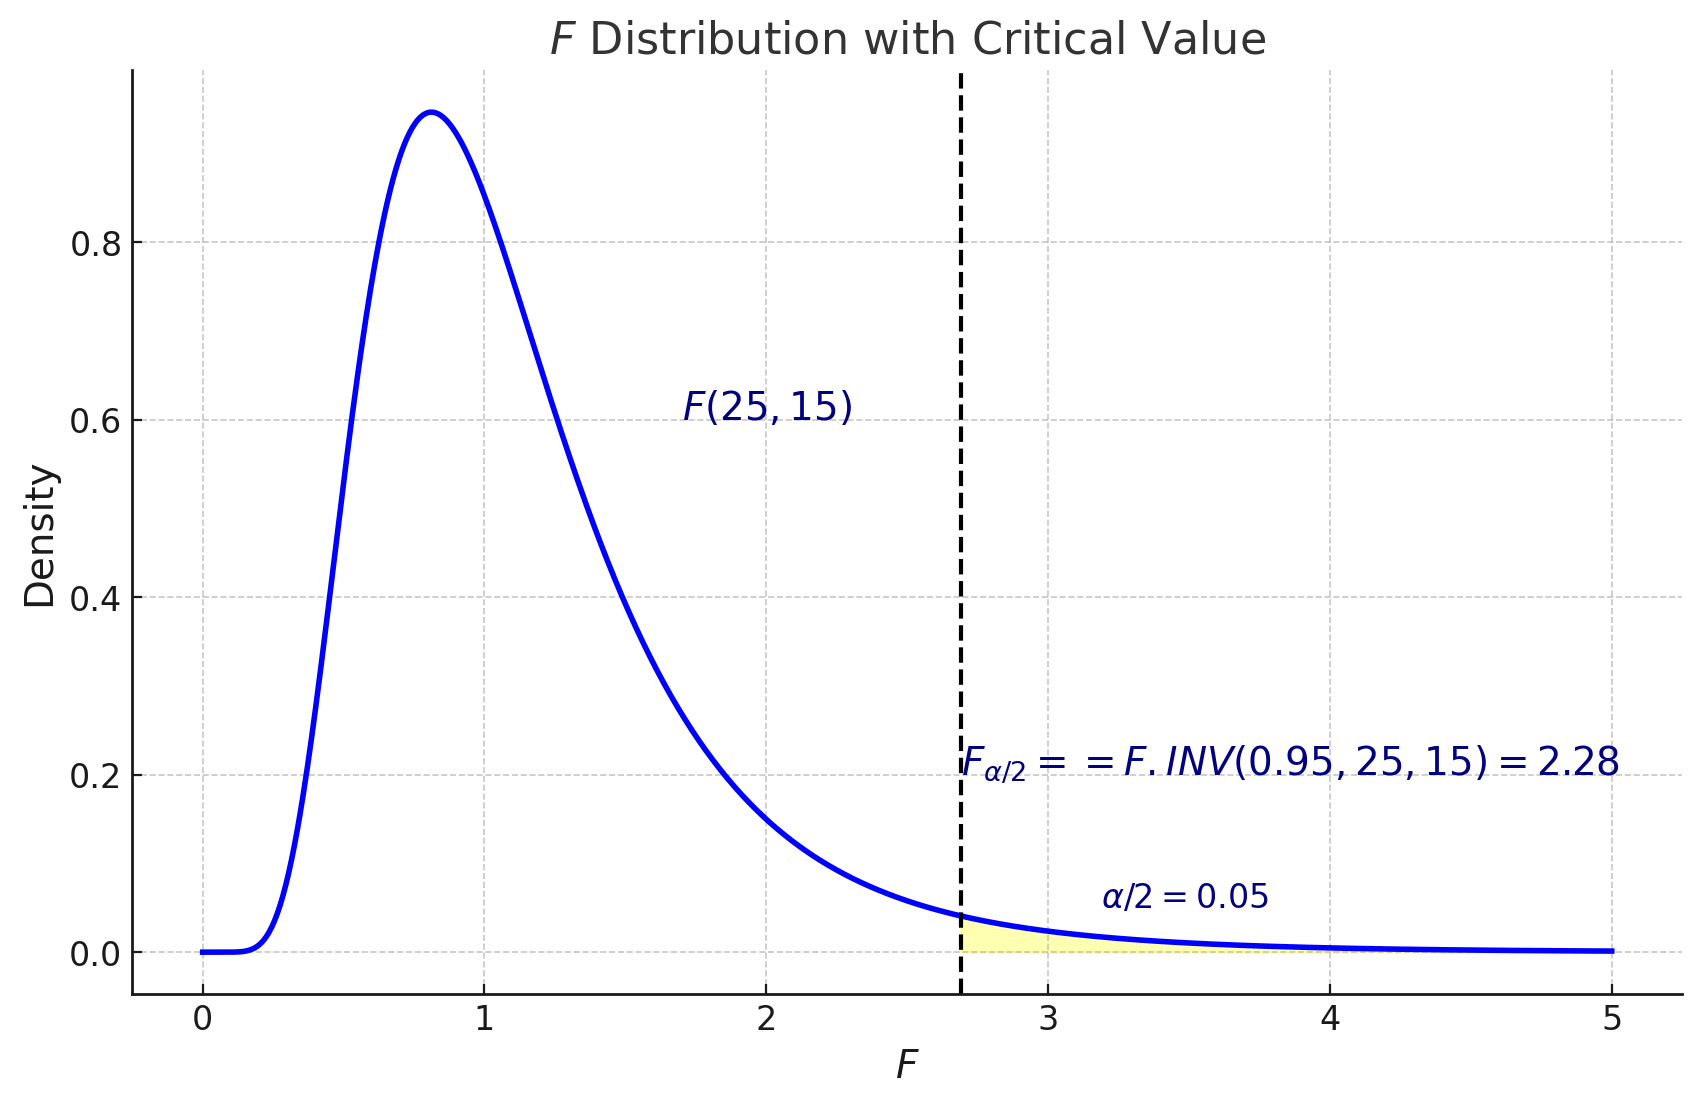 F Distribution with Critical Value
Density
0.8
0.6
0.4
0.2
0.0
F(25, 15)
Fα/2 = = F.INV(0.95, 25, 15) = 2.28
α/2 = 0.05
0 1 2 3 4 5
F